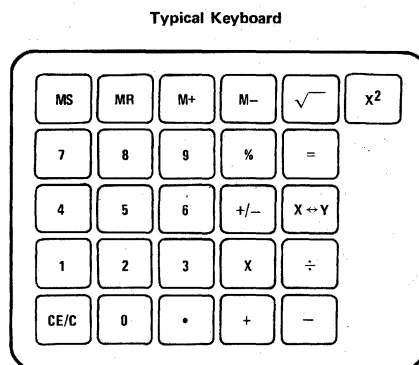 Typical Keyboard
MS MR M+ M− √ X²
7 8 9 % =
4 5 6 +/− X↔Y
1 2 3 X ÷
CE/C 0 • + −